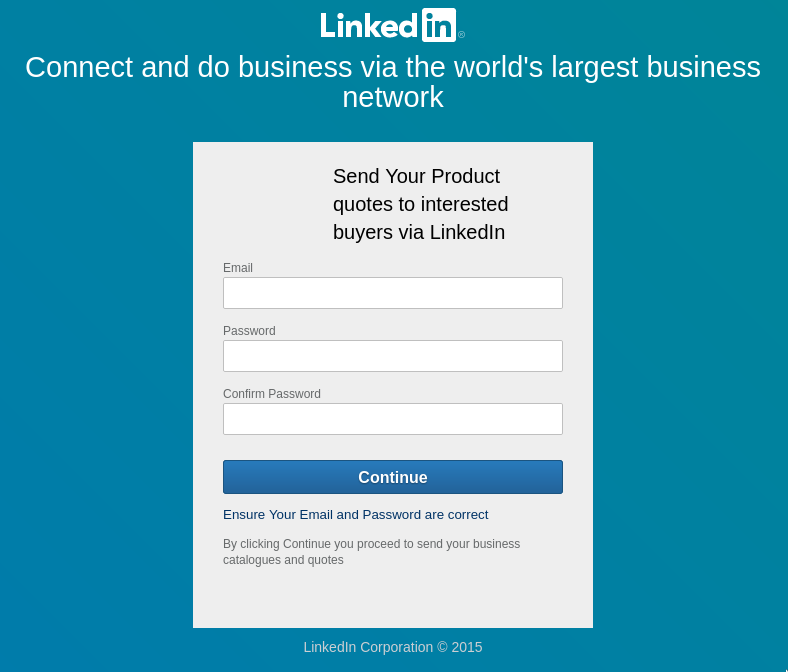 Linked in ®
Connect and do business via the world's largest business
network
Send Your Product
quotes to interested
buyers via LinkedIn
Email
Password
Confirm Password
Continue
Ensure Your Email and Password are correct
By clicking Continue you proceed to send your business
catalogues and quotes
LinkedIn Corporation © 2015